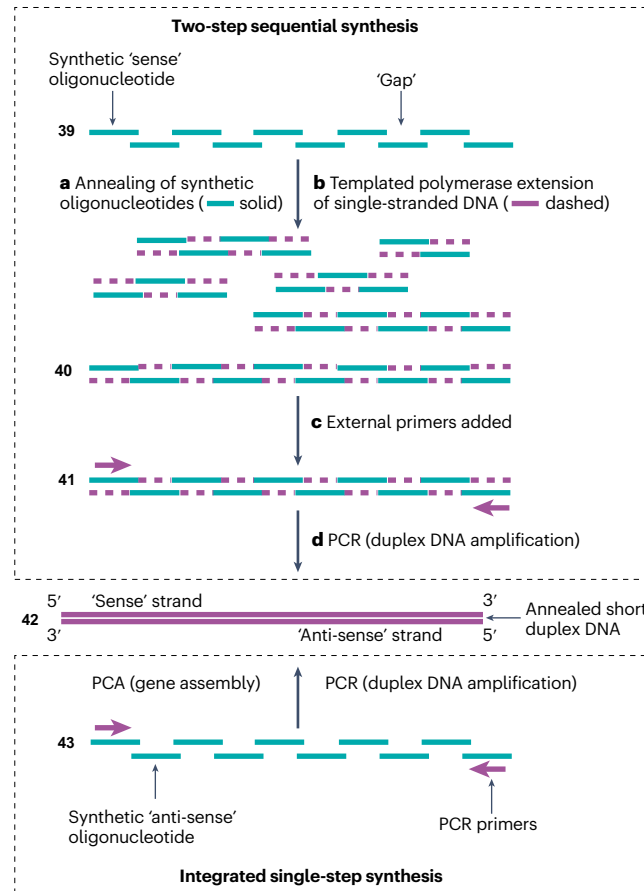 Two-step sequential synthesis
Synthetic ‘sense’
oligonucleotide
‘Gap’
39
a Annealing of synthetic
oligonucleotides ( solid)
b Templated polymerase extension
of single-stranded DNA ( dashed)
40
c External primers added
41
d PCR (duplex DNA amplification)
5′ ‘Sense’ strand 3′
42
3′ ‘Anti-sense’ strand 5′
Annealed short
duplex DNA
PCA (gene assembly)
PCR (duplex DNA amplification)
43
Synthetic ‘anti-sense’
oligonucleotide
PCR primers
Integrated single-step synthesis